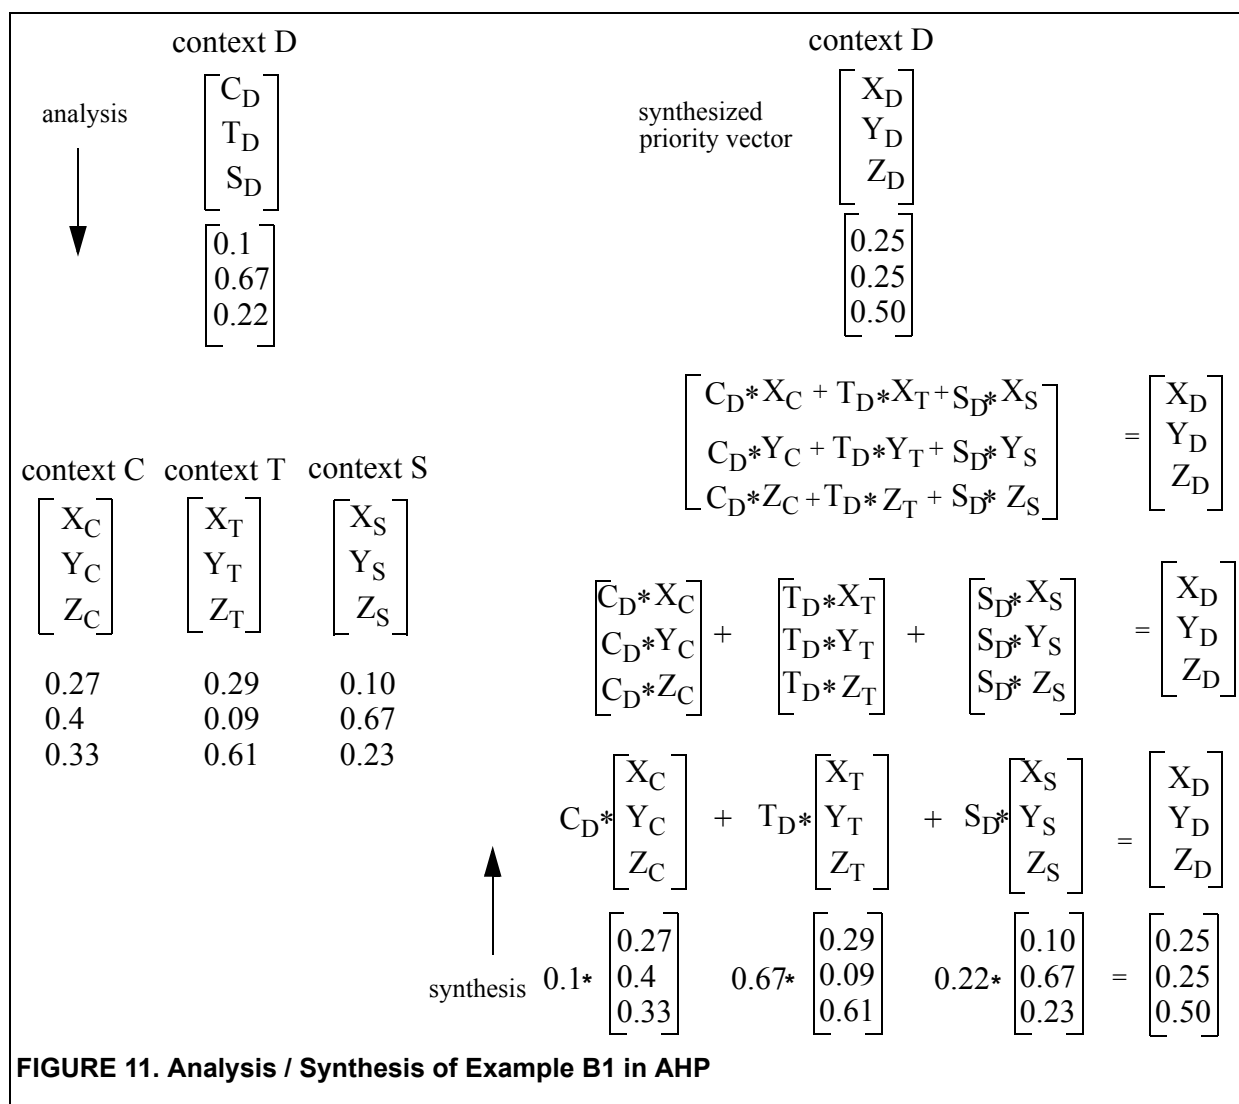 context D
C_D
T_D
S_D
analysis
0.1
0.67
0.22
context D
X_D
Y_D
Z_D
synthesized
priority vector
0.25
0.25
0.50
C_D*X_C + T_D*X_T+S_D*X_S
C_D*Y_C + T_D*Y_T + S_D*Y_S
C_D*Z_C+T_D*Z_T + S_D* Z_S
= X_D
Y_D
Z_D
context C context T context S
X_C X_T X_S
Y_C Y_T Y_S
Z_C Z_T Z_S
0.27 0.29 0.10
0.4 0.09 0.67
0.33 0.61 0.23
C_D*X_C T_D*X_T S_D*X_S X_D
C_D*Y_C + T_D*Y_T + S_D*Y_S = Y_D
C_D*Z_C T_D*Z_T S_D* Z_S Z_D
X_C X_T X_S X_D
C_D* Y_C + T_D* Y_T + S_D* Y_S = Y_D
Z_C Z_T Z_S Z_D
0.27 0.29 0.10 0.25
synthesis 0.1* 0.4 0.67* 0.09 0.22* 0.67 = 0.25
0.33 0.61 0.23 0.50
FIGURE 11. Analysis / Synthesis of Example B1 in AHP